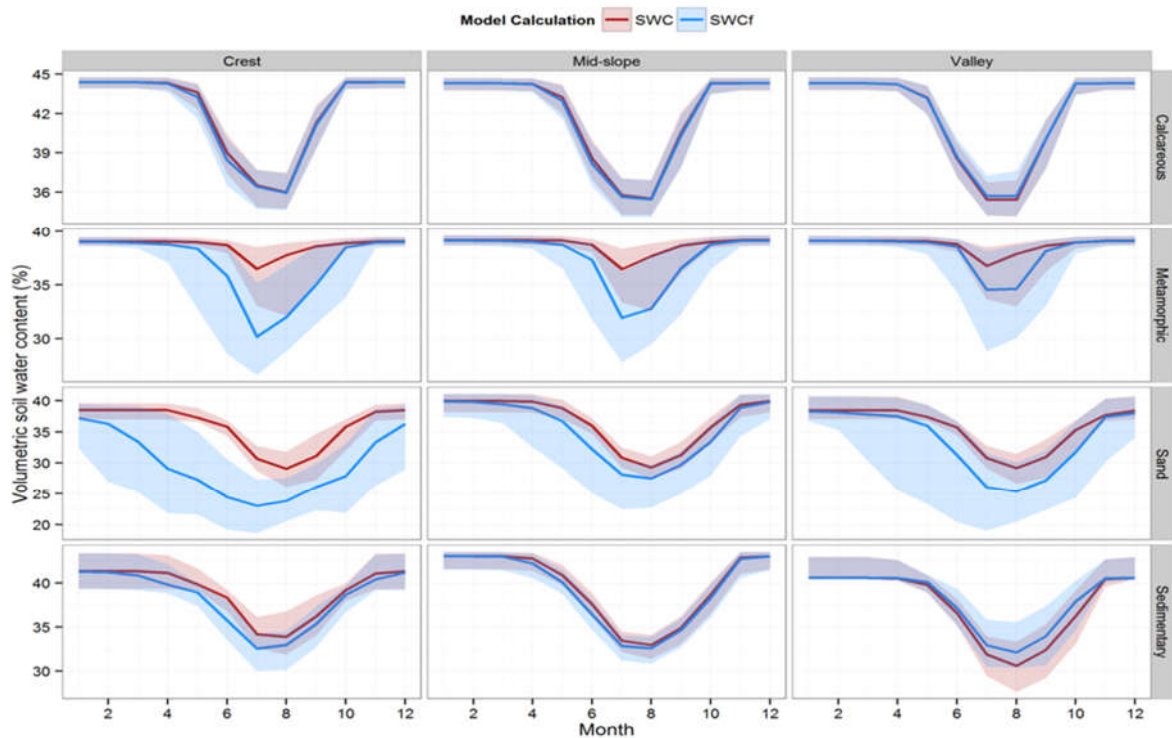 Model Calculation SWC SWCf
Crest Mid-slope Valley
45
42
39
36
Calcareous
40
35
30
Metamorphic
Volumetric soil water content (%)
40
35
30
25
20
Sand
40
35
30
Sedimentary
2 4 6 8 10 12 2 4 6 8 10 12 2 4 6 8 10 12
Month